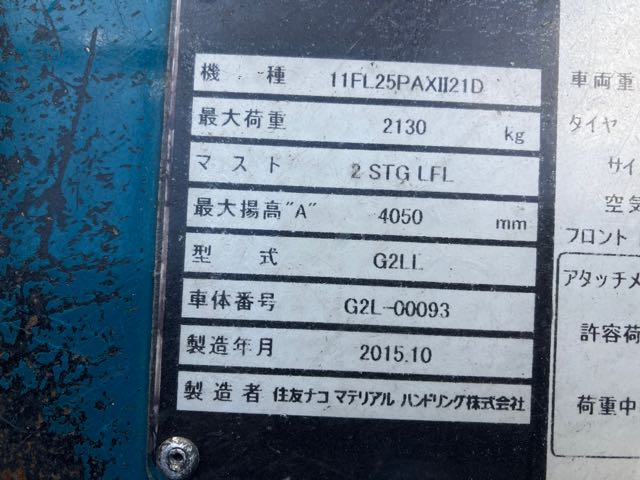 機種 11FL25PAXⅡ21D
最大荷重 2130 kg
マスト 2 STG LFL
最大揚高"A" 4050 mm
型式 G2LL
車体番号 G2L-00093
製造年月 2015.10
製造者 住友ナコ マテリアル ハンドリング株式会社
車両重
タイヤ
サイ
空気
フロント
アタッチメ
許容荷
荷重中